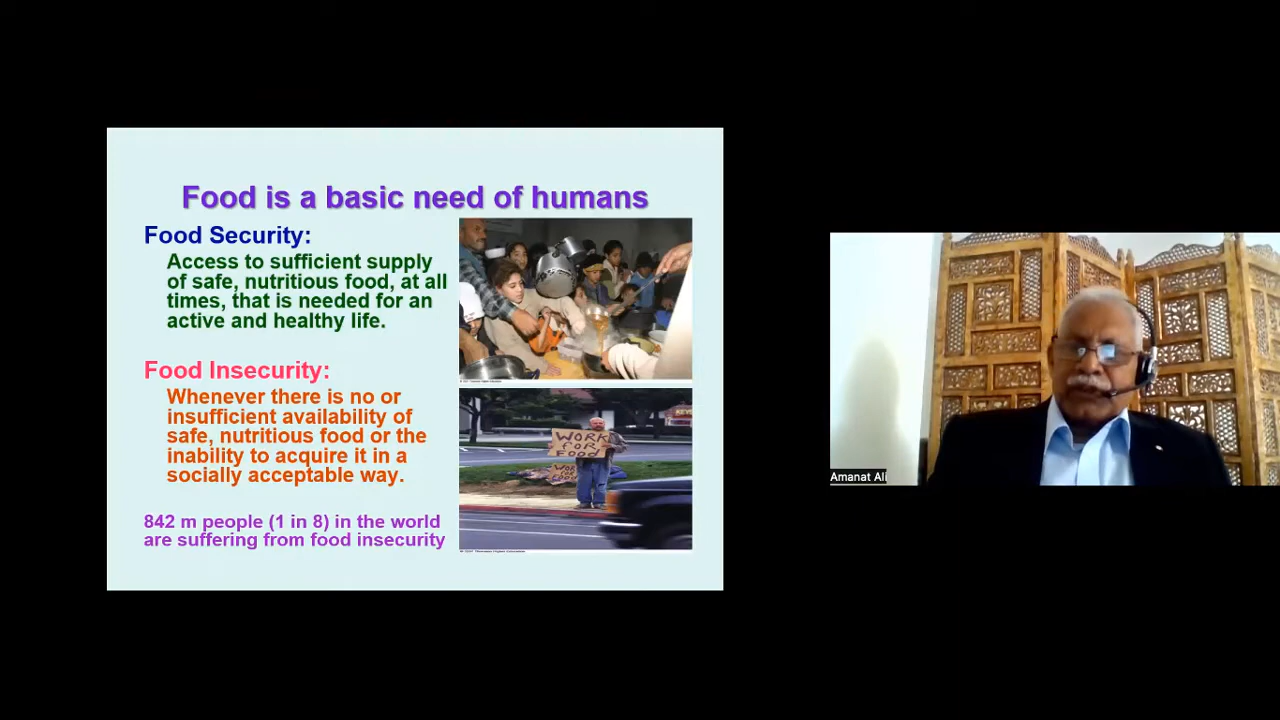 Food is a basic need of humans
Food Security:
Access to sufficient supply
of safe, nutritious food, at all
times, that is needed for an
active and healthy life.
Food Insecurity:
Whenever there is no or
insufficient availability of
safe, nutritious food or the
inability to acquire it in a
socially acceptable way.
842 m people (1 in 8) in the world
are suffering from food insecurity
WORK
FOR
FOOD
WORK
FOR
FOOD
Amanat Ali